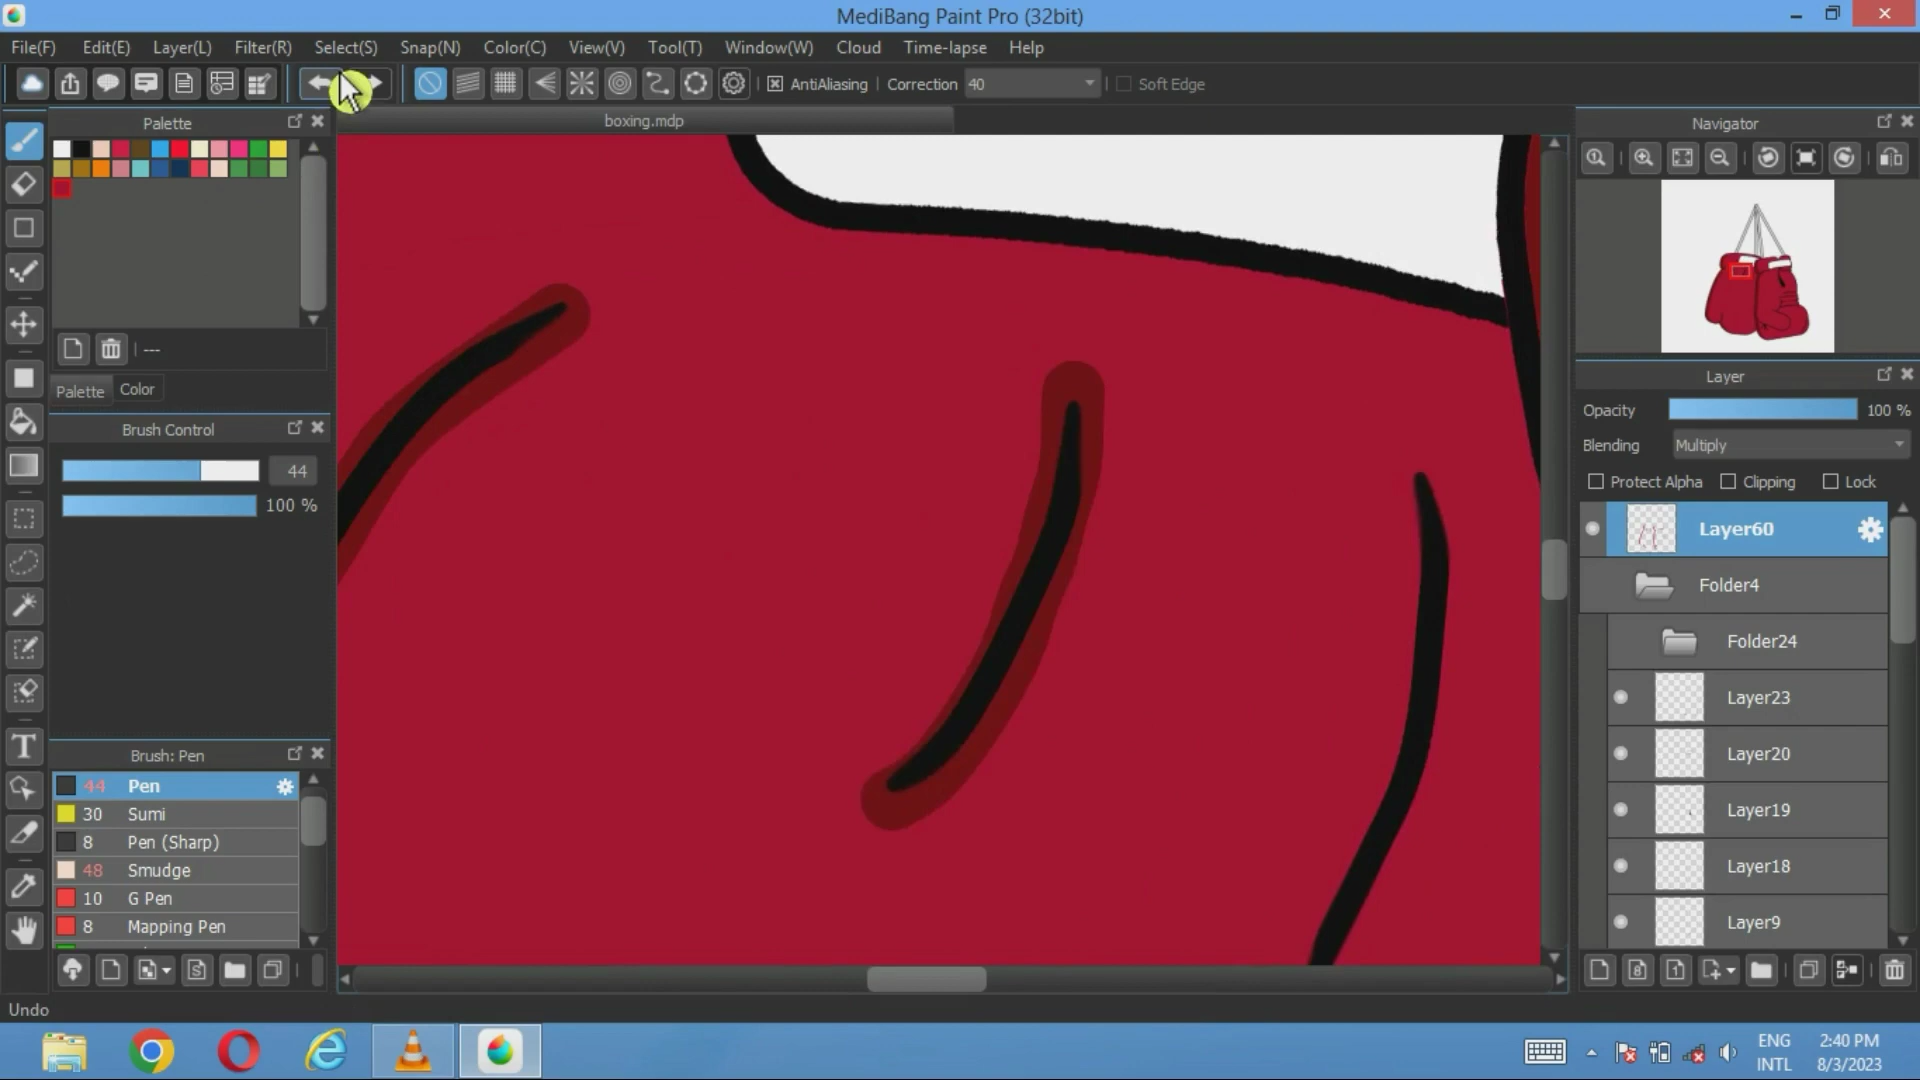 MediBang Paint Pro (32bit)
File(F) Edit(E) Layer(L) Filter(R) Select(S) Snap(N) Color(C) View(V) Tool(T) Window(W) Cloud Time-lapse Help
AntiAliasing Correction 40 Soft Edge
Palette
boxing.mdp
Navigator
---
Palette Color
Brush Control
44
100 %
Layer
Opacity 100 %
Blending Multiply
Protect Alpha Clipping Lock
Layer60
Folder4
Folder24
Layer23
Layer20
Layer19
Layer18
Layer9
Brush: Pen
44 Pen
30 Sumi
8 Pen (Sharp)
48 Smudge
10 G Pen
8 Mapping Pen
Undo
ENG
INTL
2:40 PM
8/3/2023